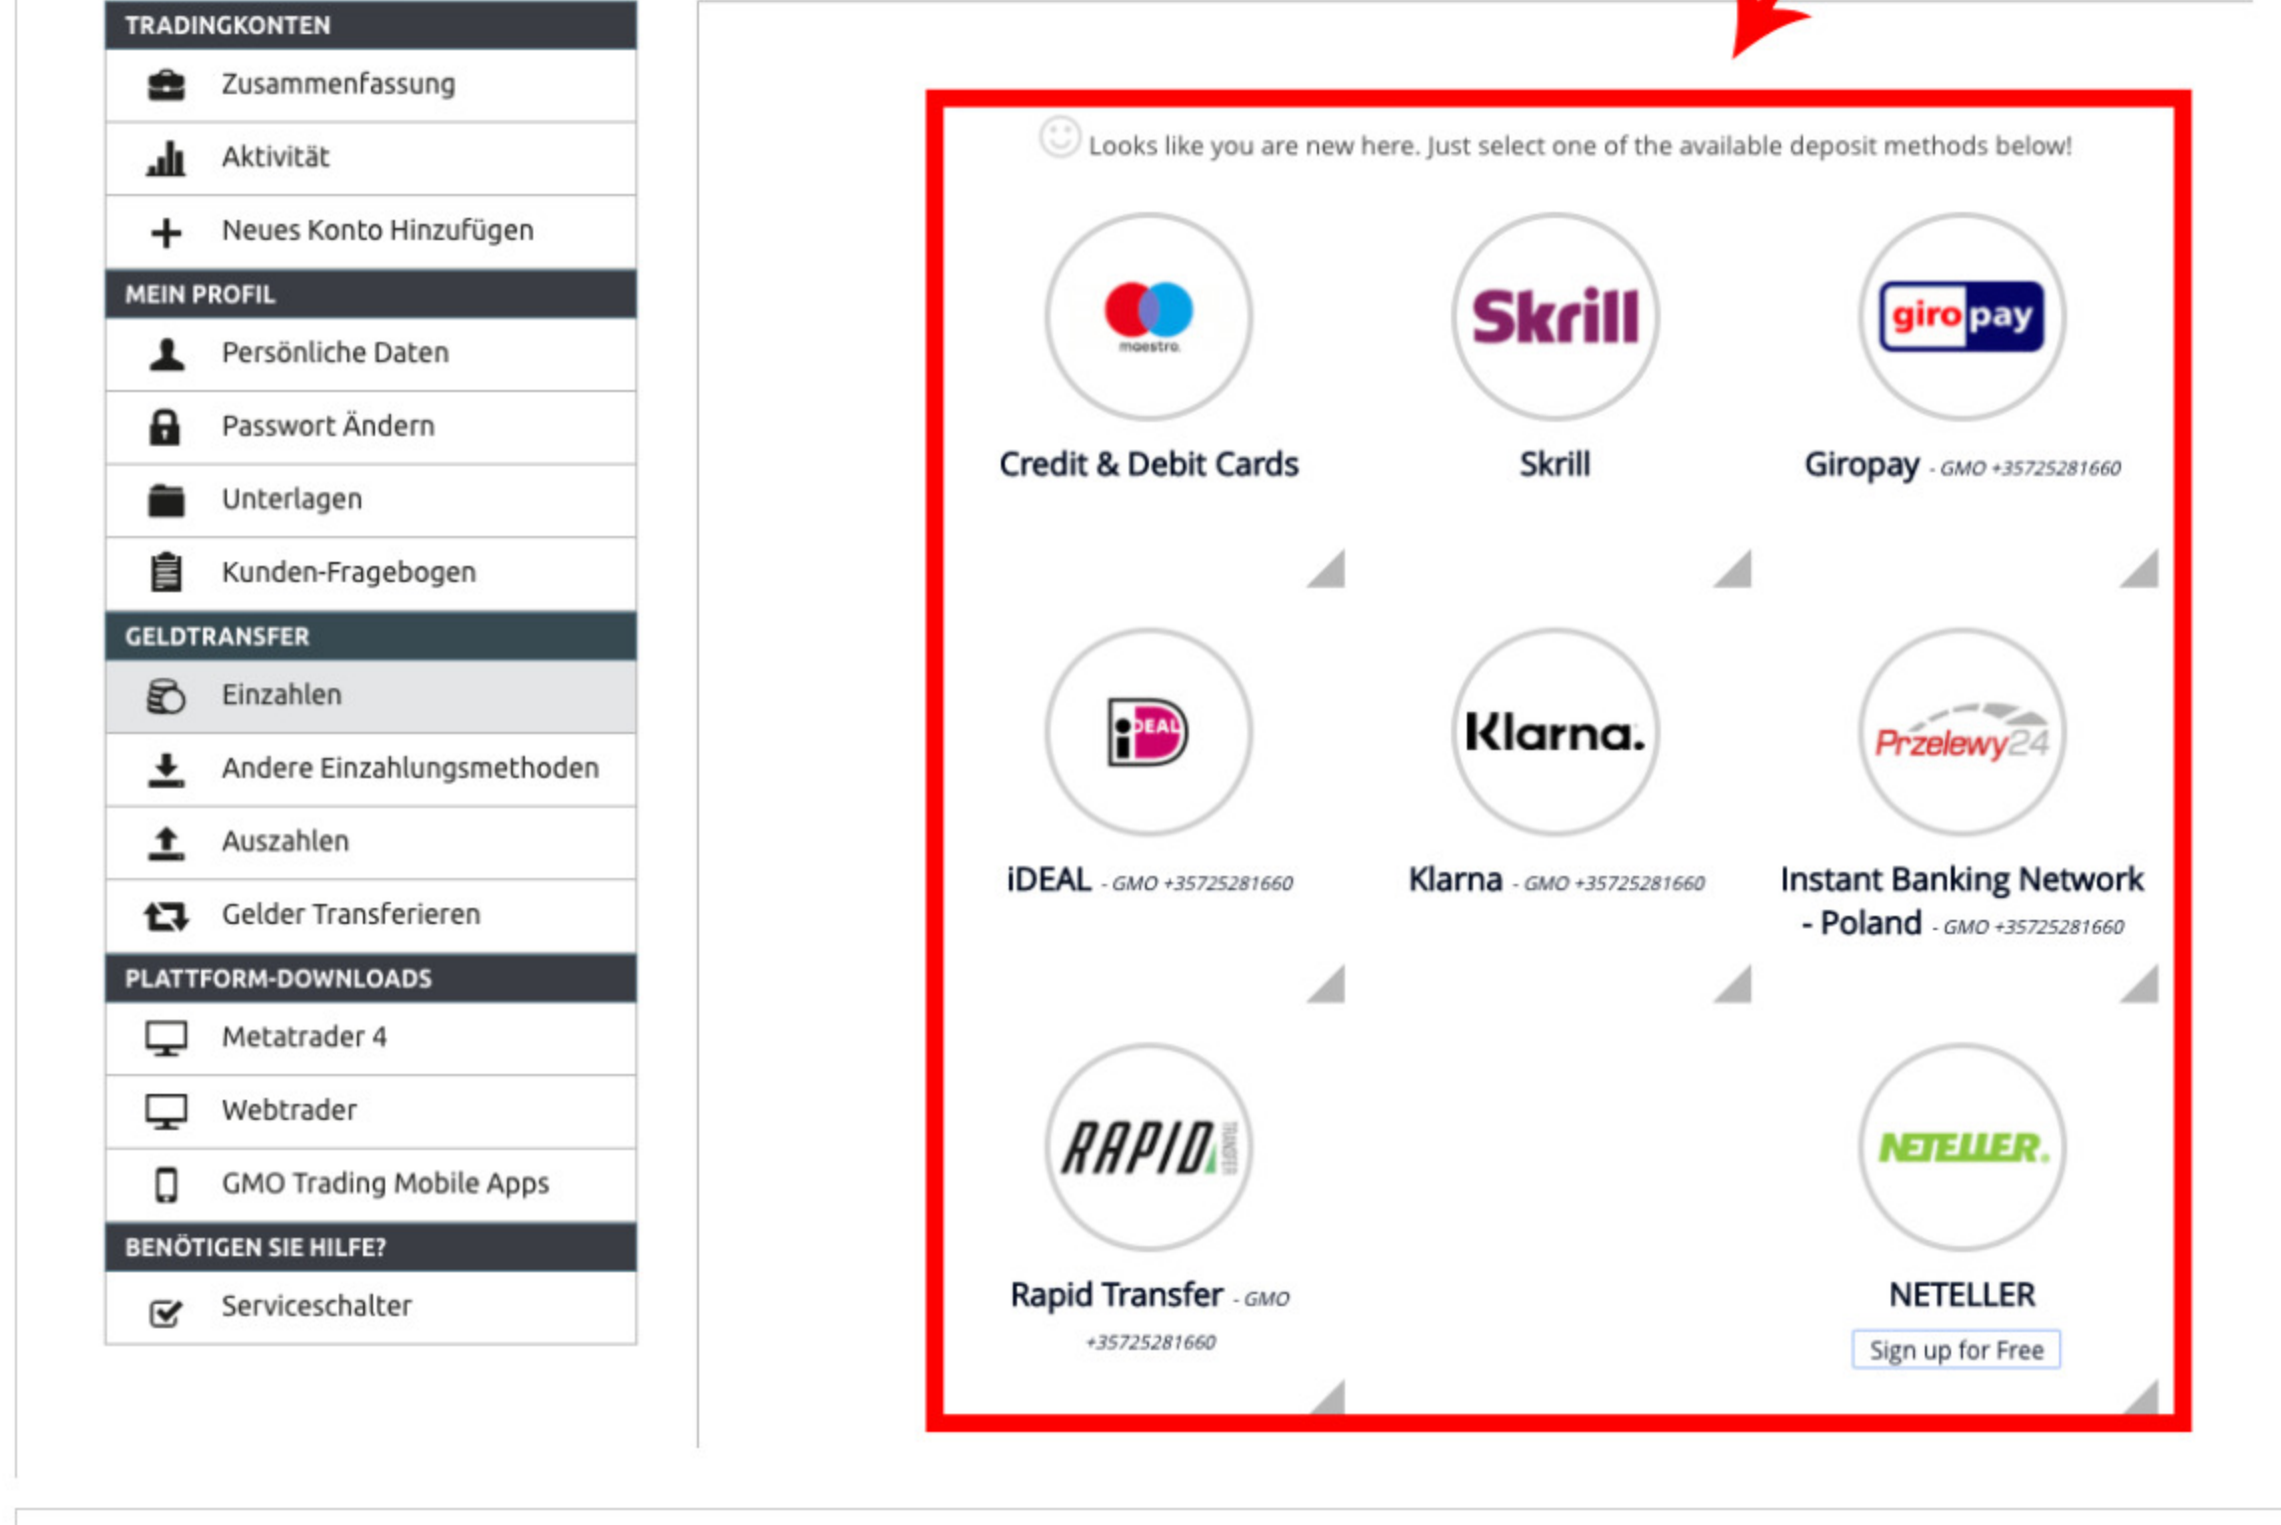 TRADINGKONTEN
Zusammenfassung
Aktivität
Neues Konto Hinzufügen
MEIN PROFIL
Persönliche Daten
Passwort Ändern
Unterlagen
Kunden-Fragebogen
GELDTRANSFER
Einzahlen
Andere Einzahlungsmethoden
Auszahlen
Gelder Transferieren
PLATTFORM-DOWNLOADS
Metatrader 4
Webtrader
GMO Trading Mobile Apps
BENÖTIGEN SIE HILFE?
Serviceschalter
Looks like you are new here. Just select one of the available deposit methods below!
maestro.
Skrill
giro pay
Credit & Debit Cards
Skrill
Giropay - GMO +35725281660
iDEAL
Klarna.
Przelewy24
iDEAL - GMO +35725281660
Klarna - GMO +35725281660
Instant Banking Network
- Poland - GMO +35725281660
RAPID TRANSFER
NETELLER.
Rapid Transfer - GMO
+35725281660
NETELLER
Sign up for Free